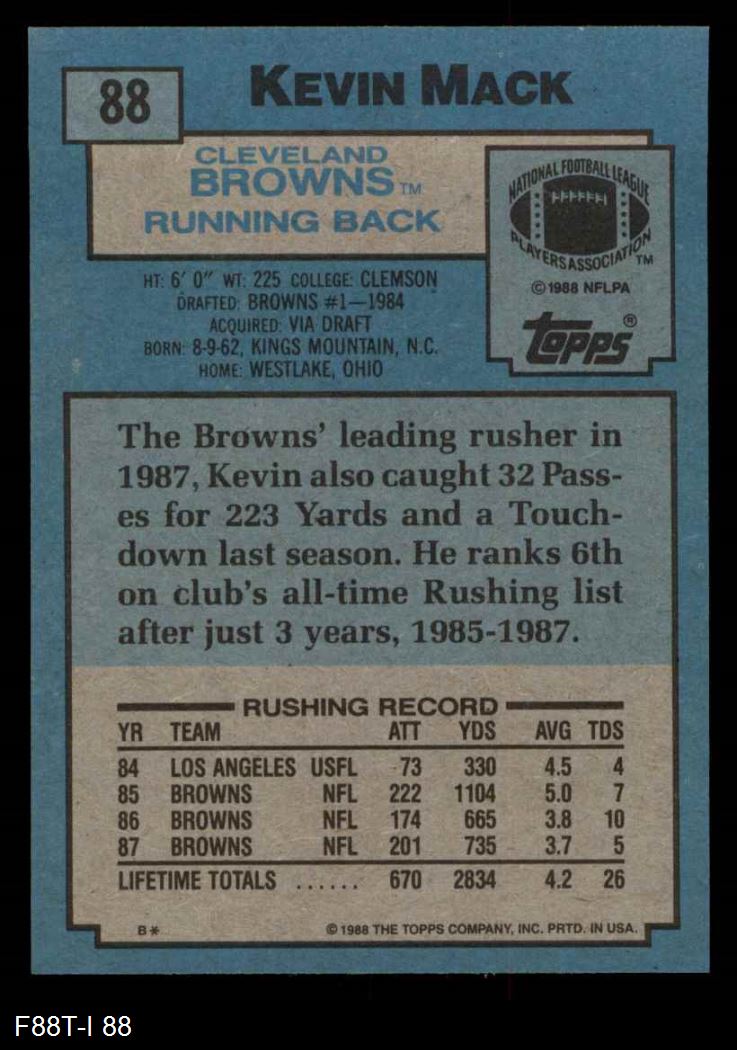 88
KEVIN MACK
CLEVELAND
BROWNS TM
RUNNING BACK
NATIONAL FOOTBALL LEAGUE
PLAYERS ASSOCIATION TM
© 1988 NFLPA
topps®
HT: 6' 0" WT: 225 COLLEGE: CLEMSON
DRAFTED: BROWNS #1—1984
ACQUIRED: VIA DRAFT
BORN: 8-9-62, KINGS MOUNTAIN, N.C.
HOME: WESTLAKE, OHIO
The Browns' leading rusher in
1987, Kevin also caught 32 Pass-
es for 223 Yards and a Touch-
down last season. He ranks 6th
on club's all-time Rushing list
after just 3 years, 1985-1987.
RUSHING RECORD
YR TEAM ATT YDS AVG TDS
84 LOS ANGELES USFL 73 330 4.5 4
85 BROWNS NFL 222 1104 5.0 7
86 BROWNS NFL 174 665 3.8 10
87 BROWNS NFL 201 735 3.7 5
LIFETIME TOTALS ...... 670 2834 4.2 26
B* © 1988 THE TOPPS COMPANY, INC. PRTD. IN USA.
F88T-I 88